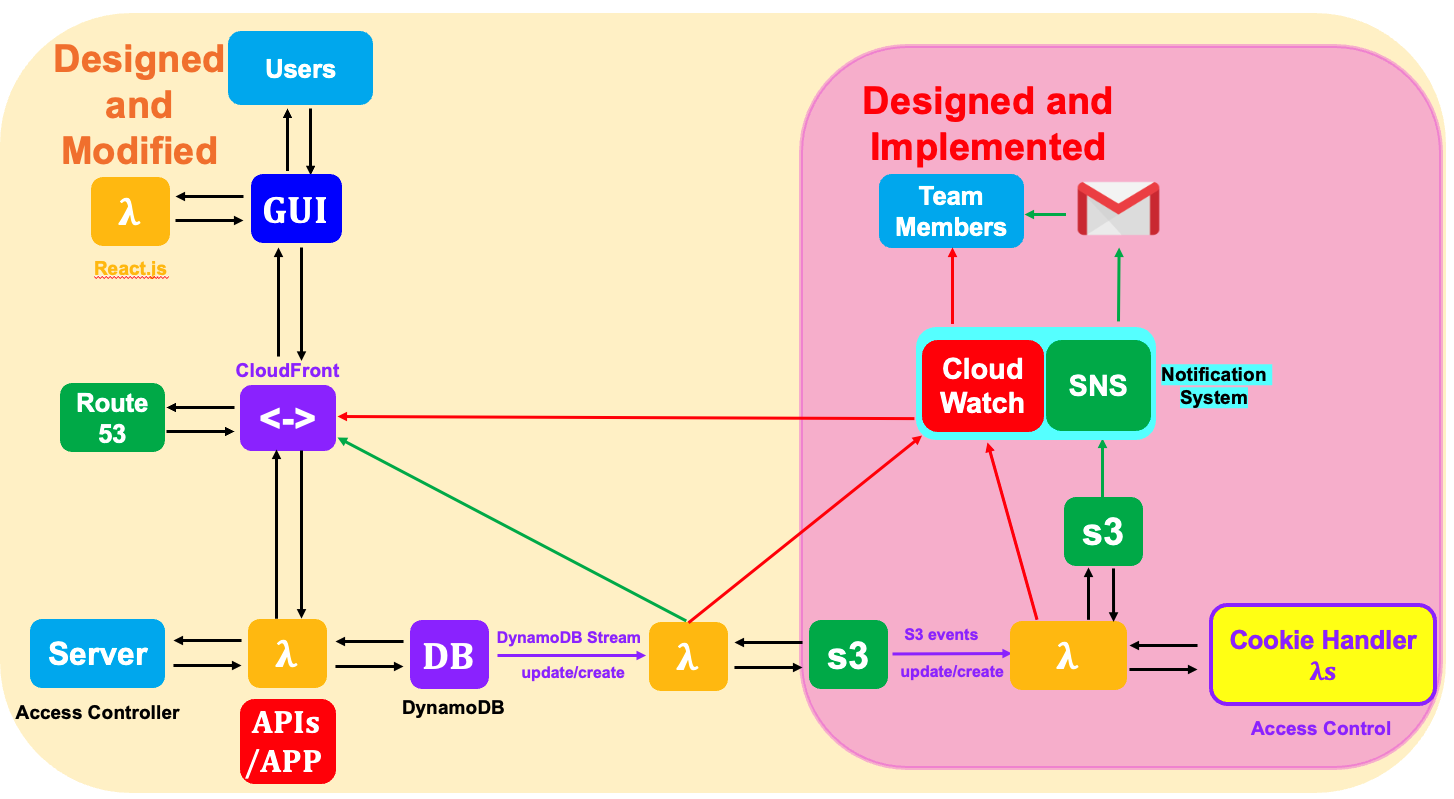 Designed
and
Modified
Users
λ
React.js
GUI
CloudFront
Route
53
<->
Server
Access Controller
λ
APIs
/APP
DB
DynamoDB
DynamoDB Stream
update/create
λ
Designed and
Implemented
Team
Members
Cloud
Watch
SNS
Notification
System
s3
s3
S3 events
update/create
λ
Cookie Handler
λs
Access Control